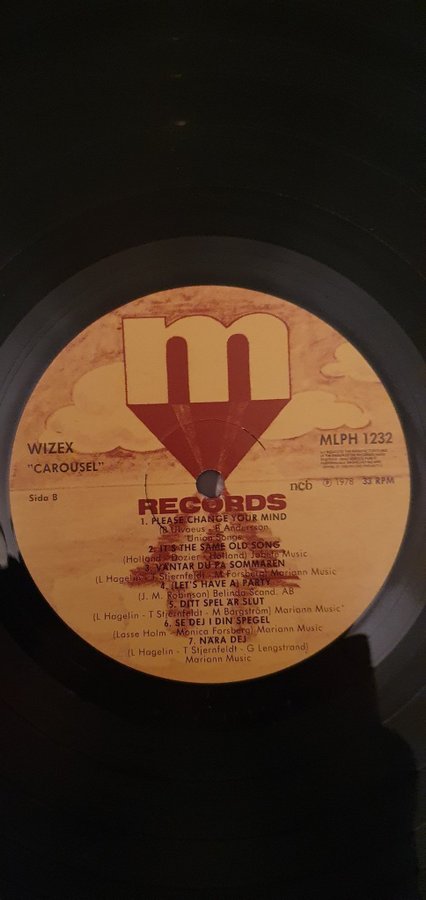 m
RECORDS
WIZEX
"CAROUSEL"
Side B
MLPH 1232
ncb ℗ 1978 33 RPM
1. PLEASE CHANGE YOUR MIND
Union Songs
2. IT'S THE SAME OLD SONG
(Holland - Dozier - Holland) Jobete Music
3. VÄNTAR DU PÅ SOMMAREN
(L Hagelin - T Stjernfeldt - M Forsberg) Mariann Music
4. (LET'S HAVE A) PARTY
(J. M. Robinson) Belinda Scand. AB
5. DITT SPEL ÄR SLUT
(L Hagelin - T Stjernfeldt - M Bergström) Mariann Music
6. SE DEJ I DIN SPEGEL
(Lasse Holm - Monica Forsberg) Mariann Music
7. NÄRA DEJ
(L Hagelin - T Stjernfeldt - G Lengstrand)
Mariann Music